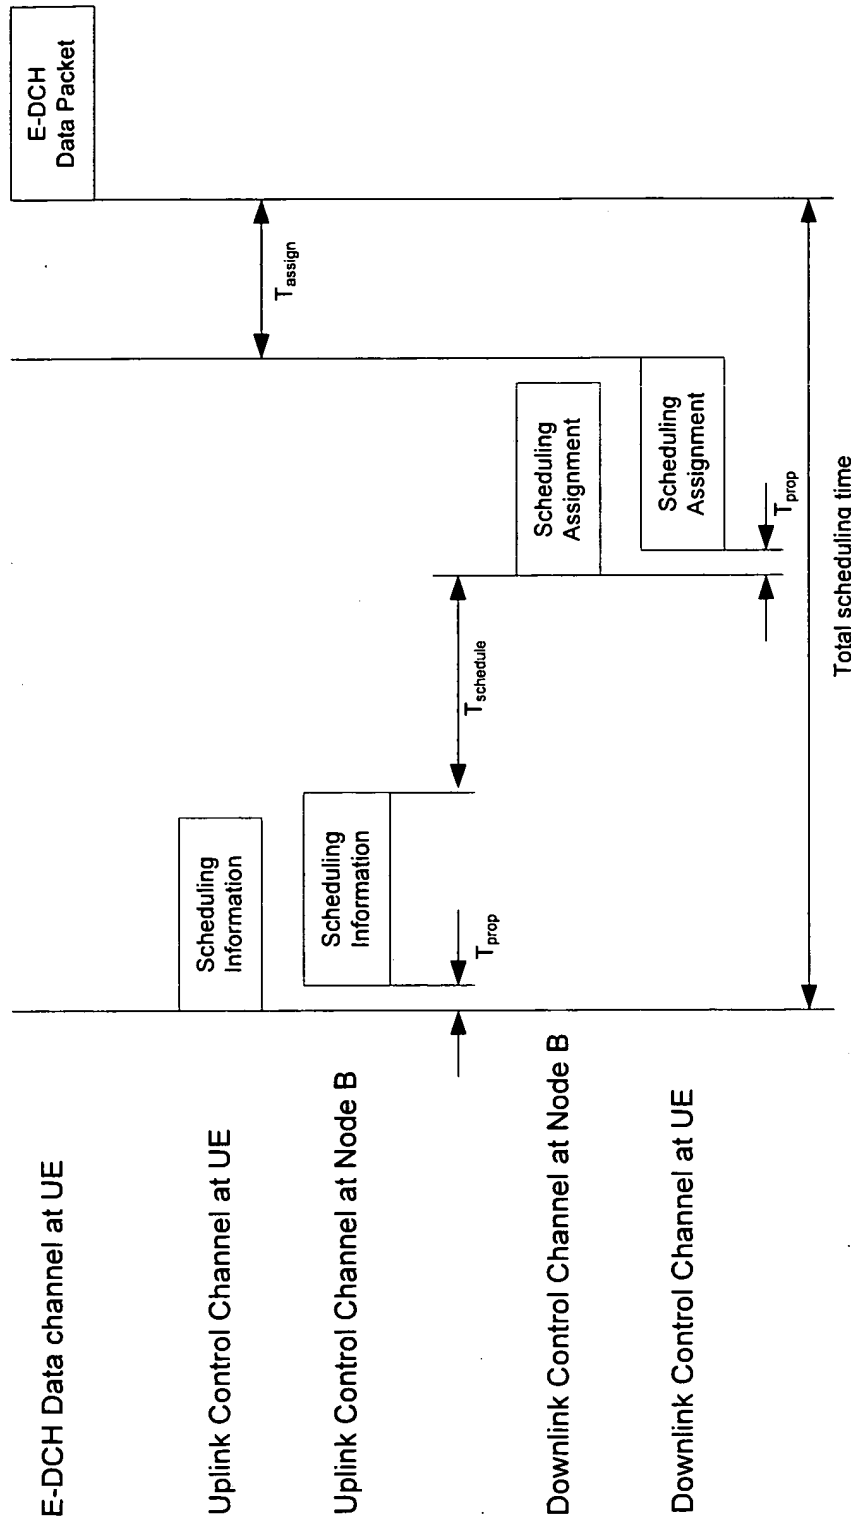 E-DCH Data channel at UE
E-DCH
Data Packet
Uplink Control Channel at UE
Scheduling
Information
T_assign
Uplink Control Channel at Node B
Scheduling
Information
T_prop
T_schedule
Downlink Control Channel at Node B
Scheduling
Assignment
Downlink Control Channel at UE
Scheduling
Assignment
T_prop
Total scheduling time